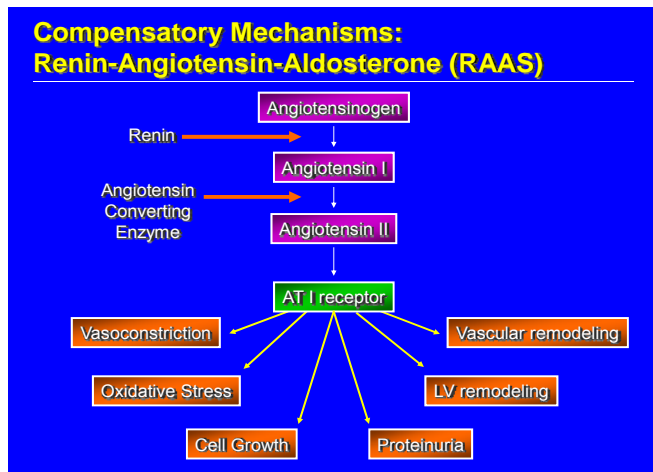 Compensatory Mechanisms:
Renin-Angiotensin-Aldosterone (RAAS)
Angiotensinogen
Renin
Angiotensin I
Angiotensin
Converting
Enzyme
Angiotensin II
AT I receptor
Vasoconstriction
Vascular remodeling
Oxidative Stress
LV remodeling
Cell Growth
Proteinuria